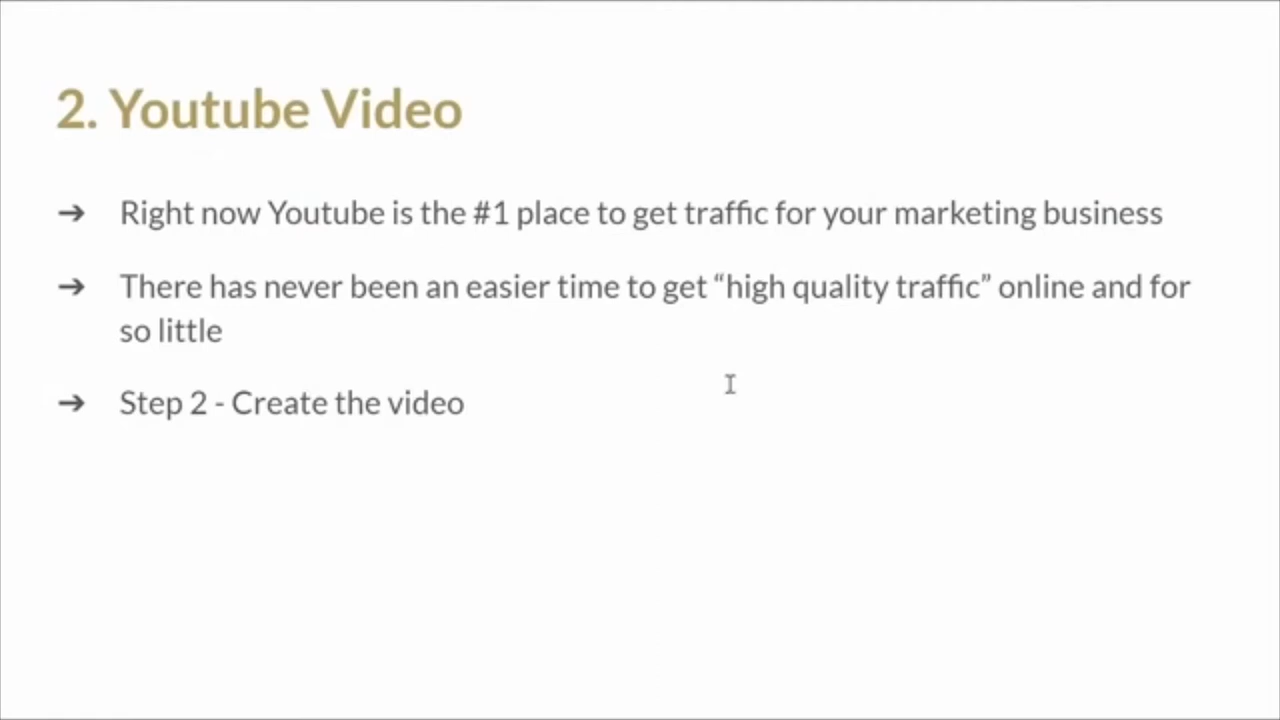 2. Youtube Video
➔ Right now Youtube is the #1 place to get traffic for your marketing business
➔ There has never been an easier time to get “high quality traffic” online and for
so little
➔ Step 2 - Create the video